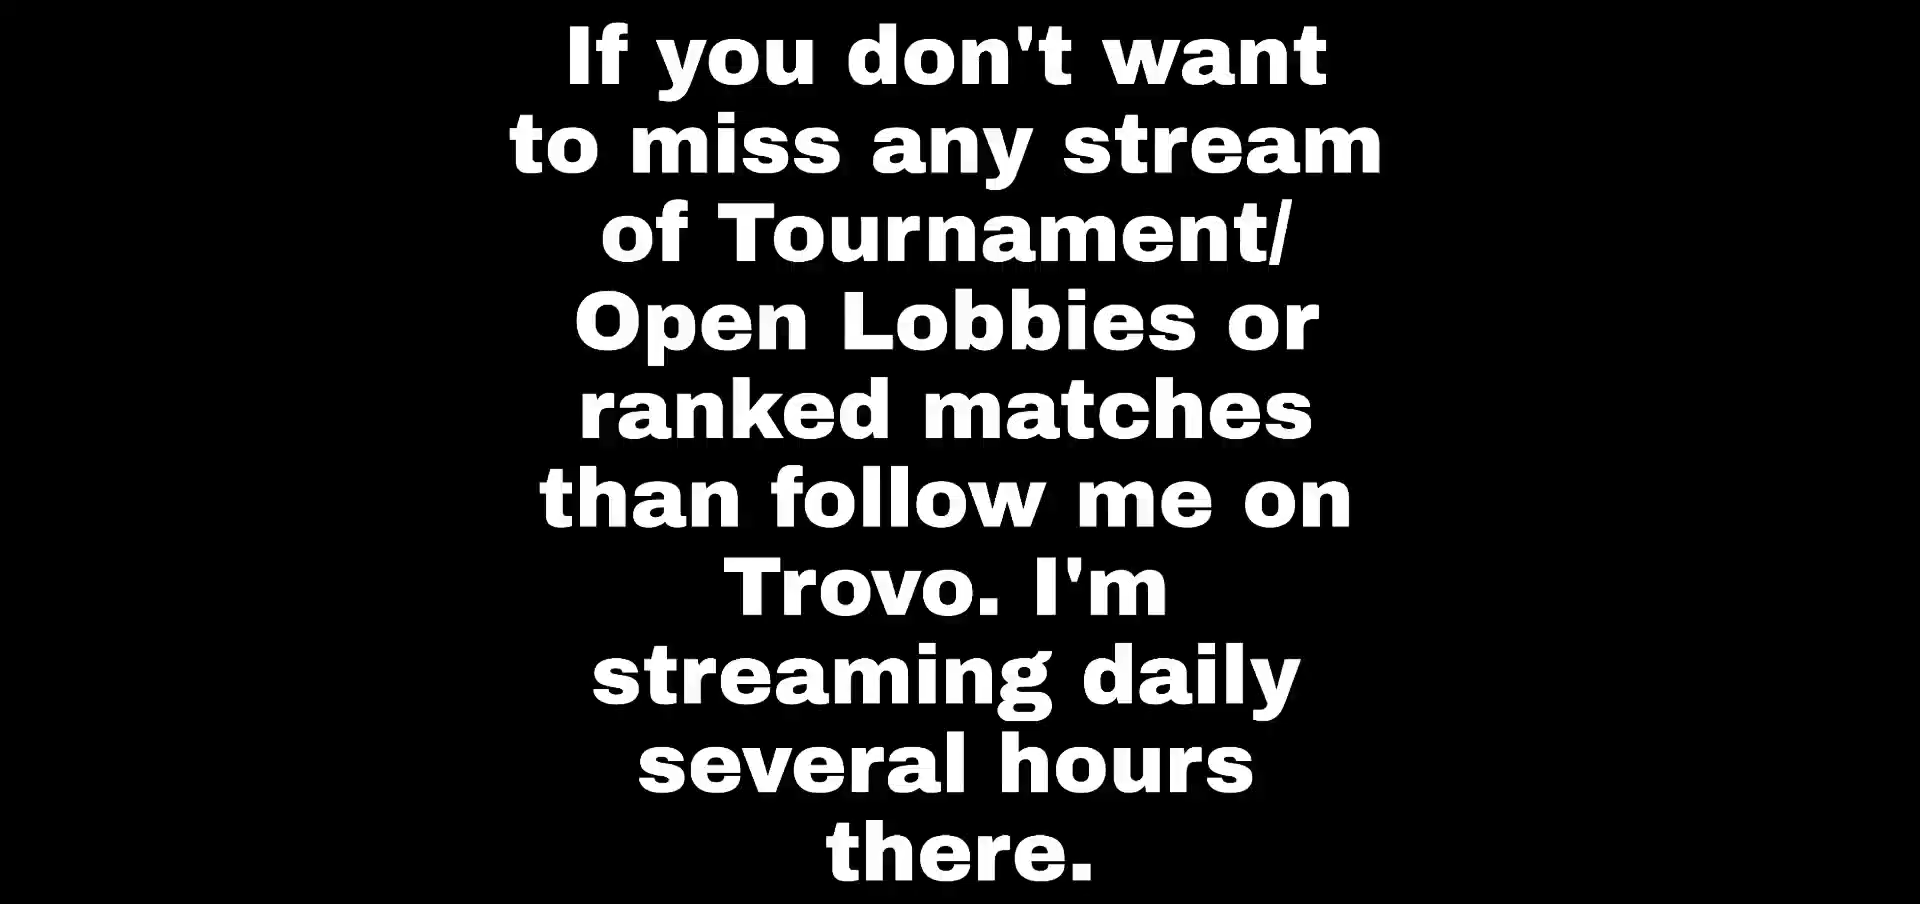 If you don't want
to miss any stream
of Tournament/
Open Lobbies or
ranked matches
than follow me on
Trovo. I'm
streaming daily
several hours
there.